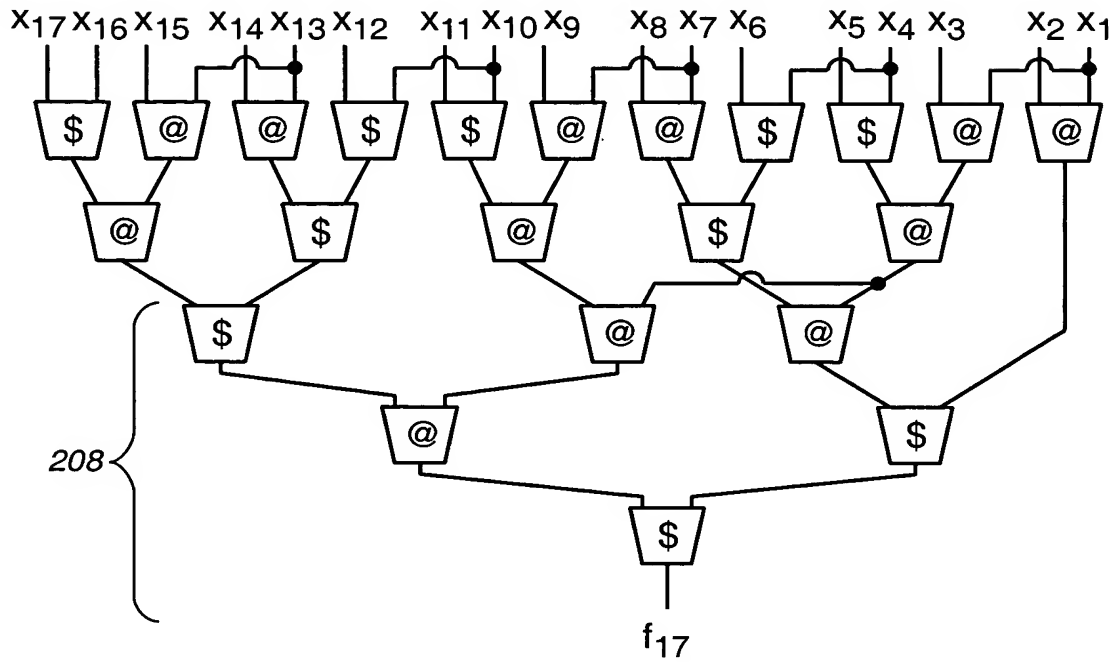 x17 x16 x15 x14 x13 x12 x11 x10 x9 x8 x7 x6 x5 x4 x3 x2 x1
$ @ @ $ $ @ @ $ $ @ @
@ $ @ $ @
$ @ @
@ $
208
$
f17